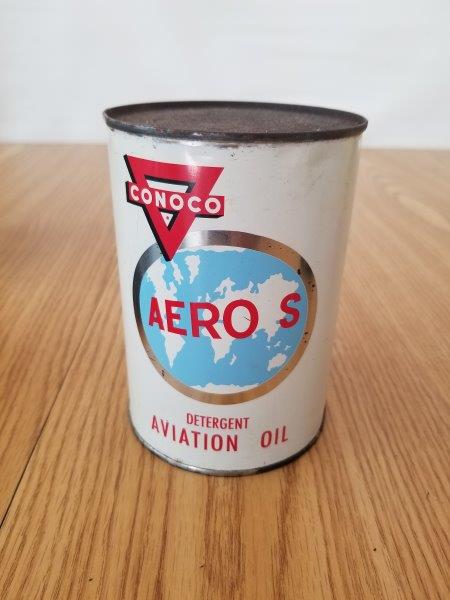 CONOCO
AERO S
DETERGENT
AVIATION OIL